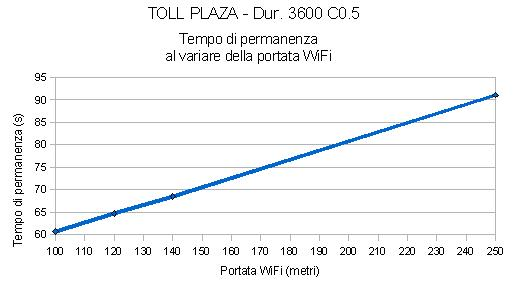 TOLL PLAZA - Dur. 3600 C0.5
Tempo di permanenza
al variare della portata WiFi
Tempo di permanenza (s)
95
90
85
80
75
70
65
60
100 110 120 130 140 150 160 170 180 190 200 210 220 230 240 250
Portata WiFi (metri)